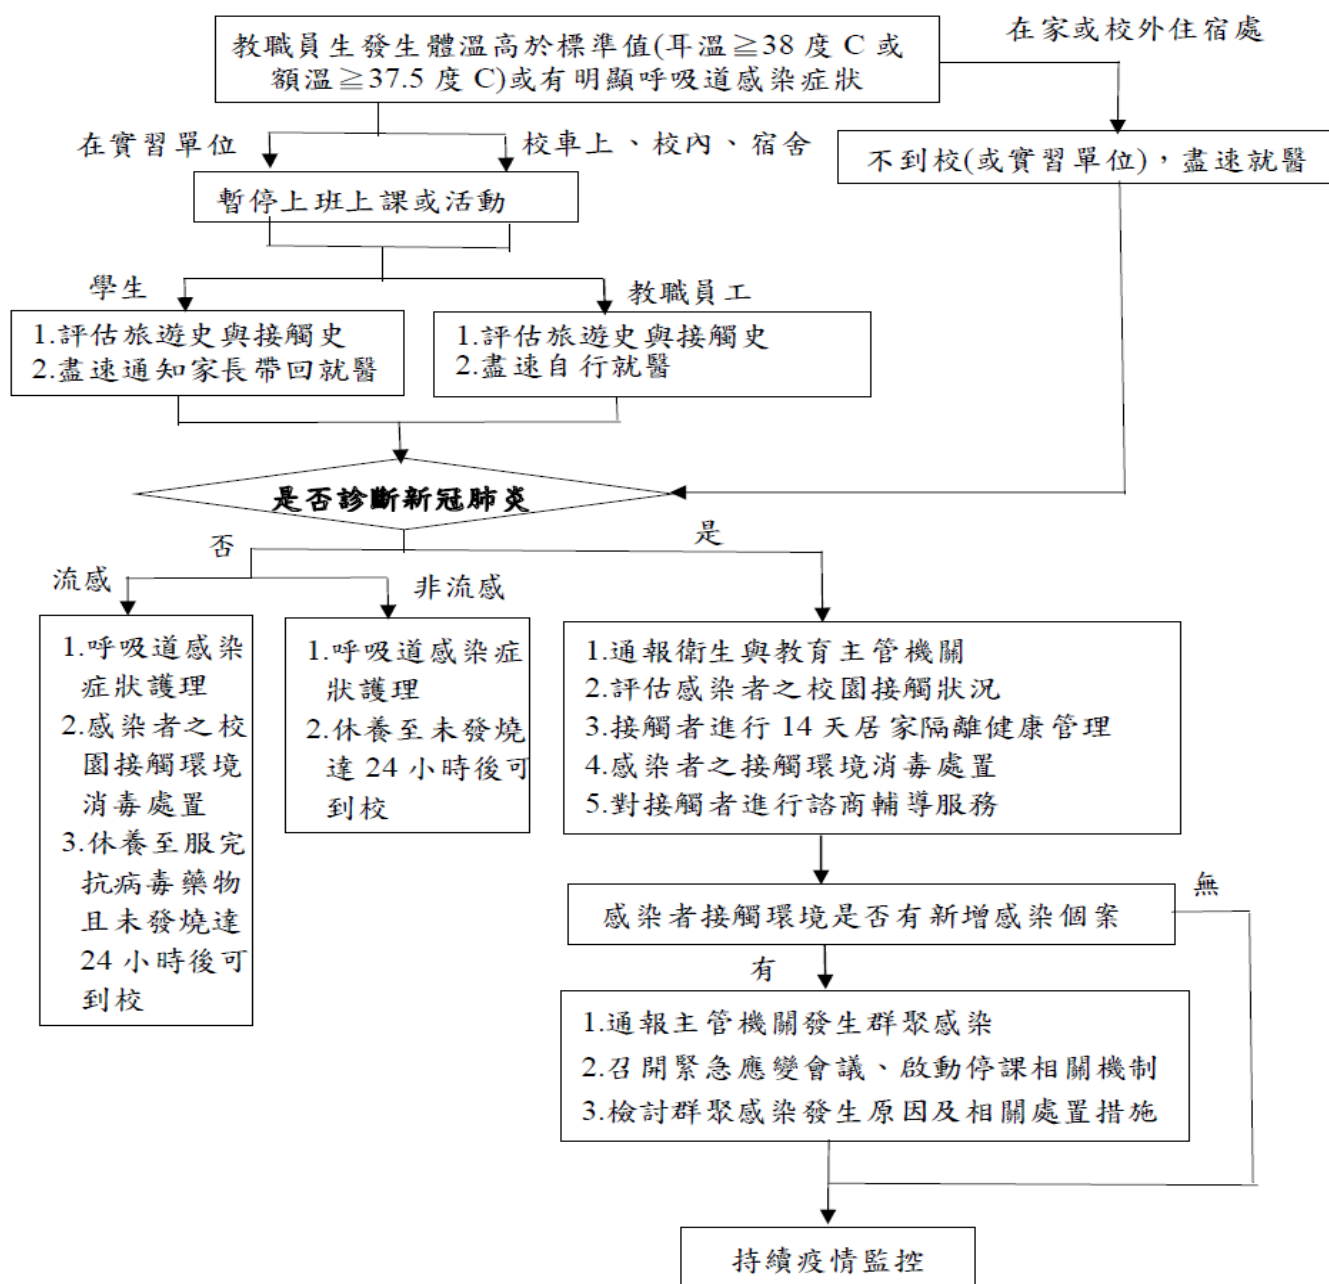 教職員生發生體溫高於標準值(耳溫≧38 度 C 或
額溫≧37.5 度 C)或有明顯呼吸道感染症狀
在家或校外住宿處
在實習單位
校車上、校內、宿舍
不到校(或實習單位)，盡速就醫
暫停上班上課或活動
學生
教職員工
1.評估旅遊史與接觸史
2.盡速通知家長帶回就醫
1.評估旅遊史與接觸史
2.盡速自行就醫
是否診斷新冠肺炎
否
是
流感
非流感
1.呼吸道感染
症狀護理
2.感染者之校
園接觸環境
消毒處置
3.休養至服完
抗病毒藥物
且未發燒達
24 小時後可
到校
1.呼吸道感染症
狀護理
2.休養至未發燒
達 24 小時後可
到校
1.通報衛生與教育主管機關
2.評估感染者之校園接觸狀況
3.接觸者進行 14 天居家隔離健康管理
4.感染者之接觸環境消毒處置
5.對接觸者進行諮商輔導服務
感染者接觸環境是否有新增感染個案
無
有
1.通報主管機關發生群聚感染
2.召開緊急應變會議、啟動停課相關機制
3.檢討群聚感染發生原因及相關處置措施
持續疫情監控